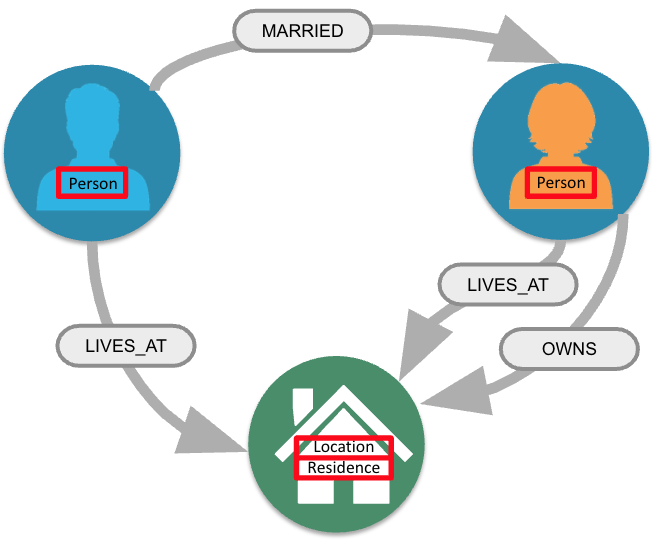 MARRIED
Person
Person
LIVES_AT
LIVES_AT
OWNS
Location
Residence